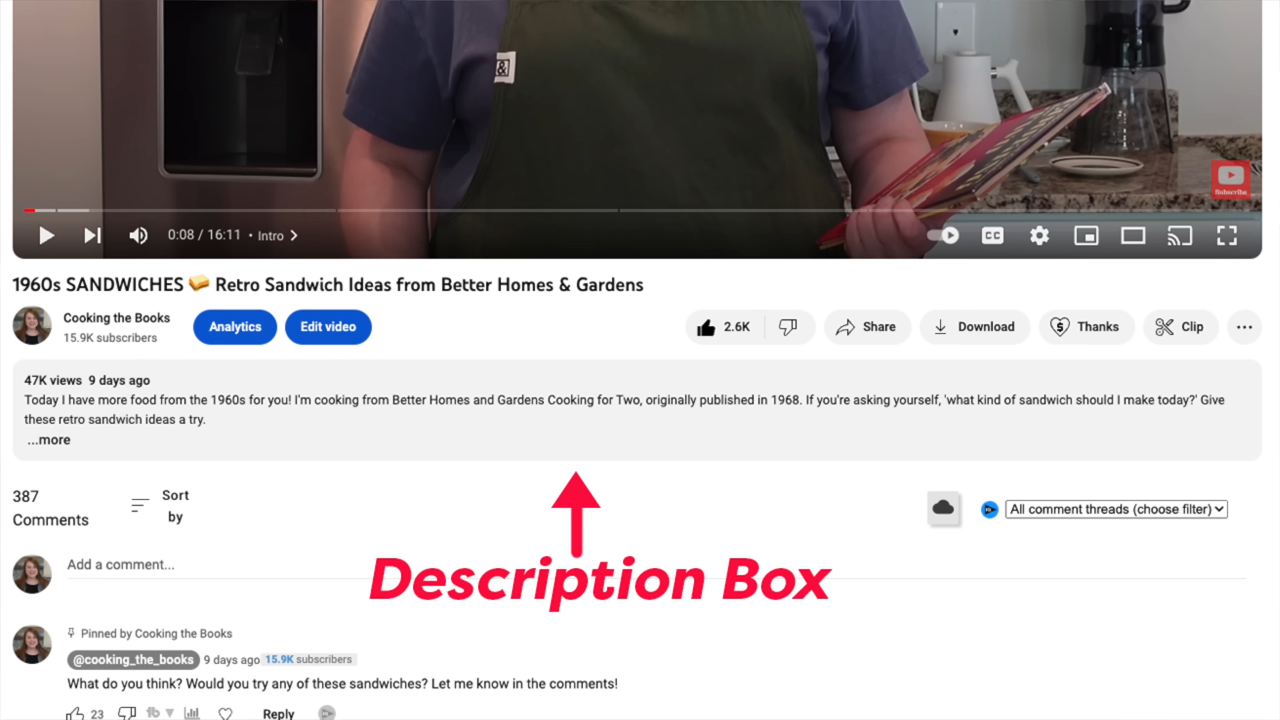 &
Subscribe
0:08 / 16:11 • Intro
CC
1960s SANDWICHES 🥪 Retro Sandwich Ideas from Better Homes & Gardens
Cooking the Books
15.9K subscribers
Analytics
Edit video
2.6K
Share
Download
Thanks
Clip
47K views 9 days ago
Today I have more food from the 1960s for you! I'm cooking from Better Homes and Gardens Cooking for Two, originally published in 1968. If you're asking yourself, 'what kind of sandwich should I make today?' Give
these retro sandwich ideas a try.
...more
387
Comments
Sort
by
All comment threads (choose filter)
Description Box
Add a comment...
Pinned by Cooking the Books
@cooking_the_books 9 days ago 15.9K subscribers
What do you think? Would you try any of these sandwiches? Let me know in the comments!
23
Reply